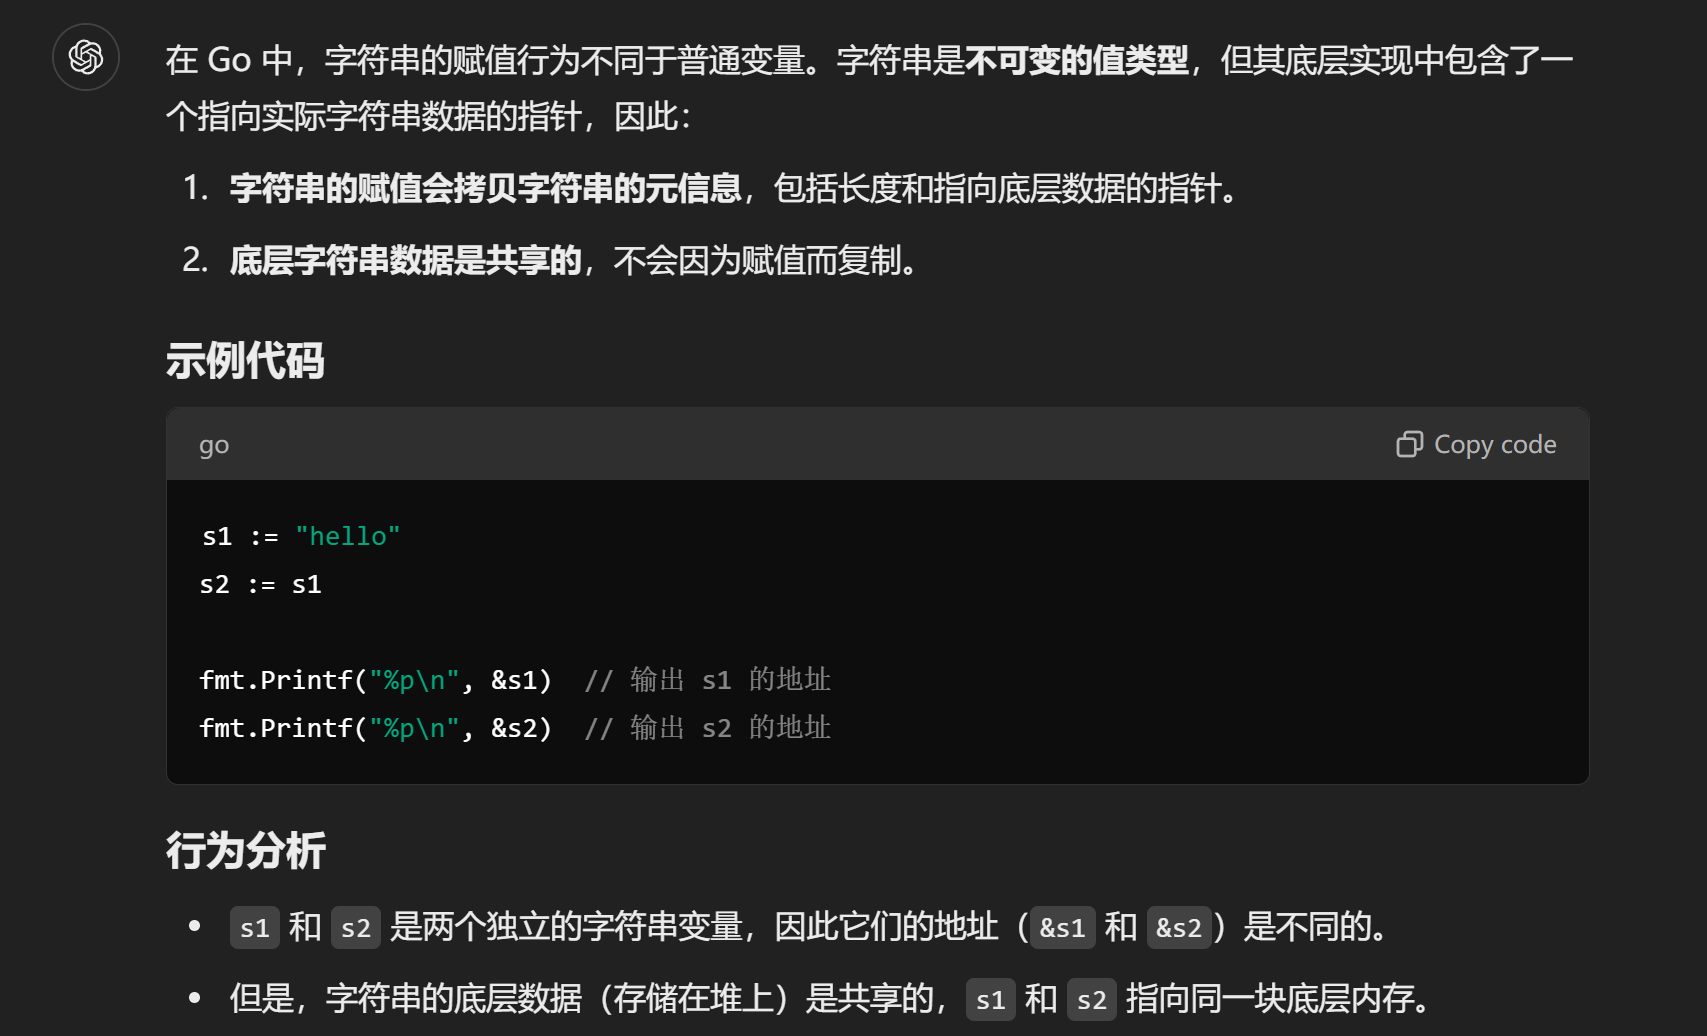 在 Go 中，字符串的赋值行为不同于普通变量。字符串是不可变的值类型，但其底层实现中包含了一
个指向实际字符串数据的指针，因此：
1. 字符串的赋值会拷贝字符串的元信息，包括长度和指向底层数据的指针。
2. 底层字符串数据是共享的，不会因为赋值而复制。
示例代码
go Copy code
s1 := "hello"
s2 := s1
fmt.Printf("%p\n", &s1)  // 输出 s1 的地址
fmt.Printf("%p\n", &s2)  // 输出 s2 的地址
行为分析
• s1 和 s2 是两个独立的字符串变量，因此它们的地址（&s1 和 &s2）是不同的。
• 但是，字符串的底层数据（存储在堆上）是共享的，s1 和 s2 指向同一块底层内存。